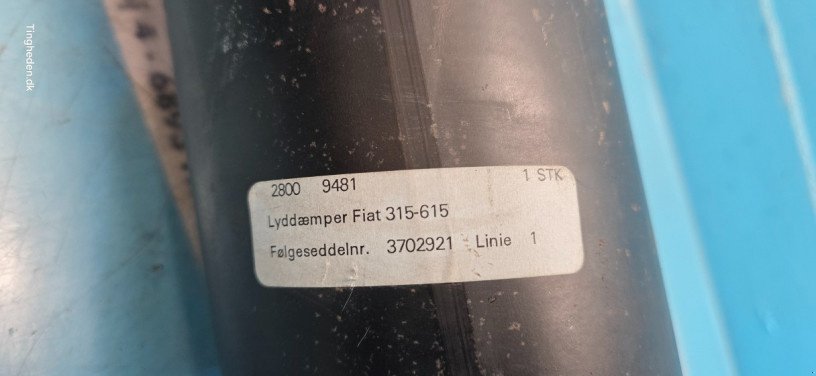 Tingheden.dk
2800 9481 1 STK
Lyddæmper Fiat 315-615
Følgeseddelnr. 3702921 - Linie 1